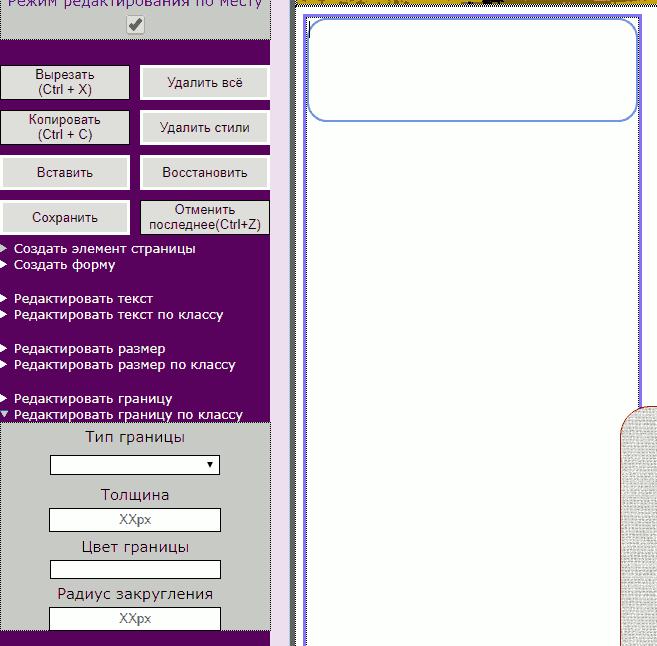 Режим редактирования по месту
Вырезать
(Ctrl + X)
Удалить всё
Копировать
(Ctrl + C)
Удалить стили
Вставить
Восстановить
Сохранить
Отменить
последнее(Ctrl+Z)
Создать элемент страницы
Создать форму
Редактировать текст
Редактировать текст по классу
Редактировать размер
Редактировать размер по классу
Редактировать границу
Редактировать границу по классу
Тип границы
Толщина
XXpx
Цвет границы
Радиус закругления
XXpx